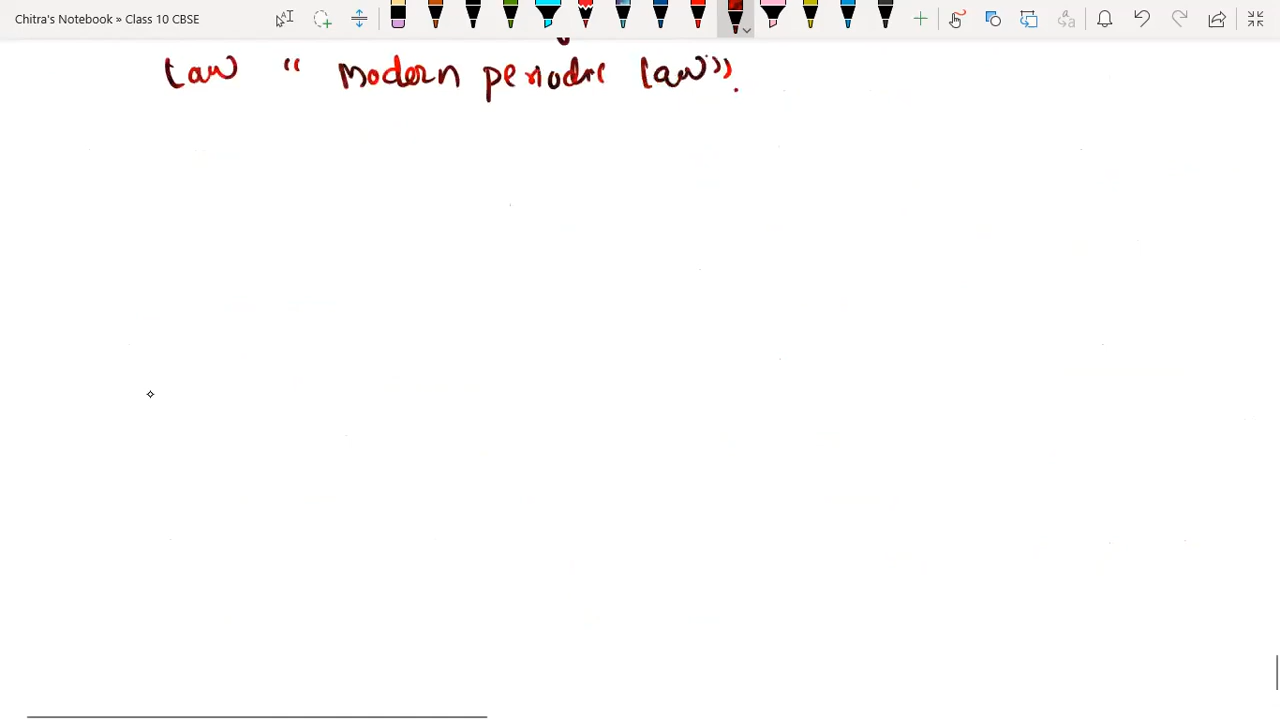 Chitra's Notebook » Class 10 CBSE
law “ modern periodic law”.